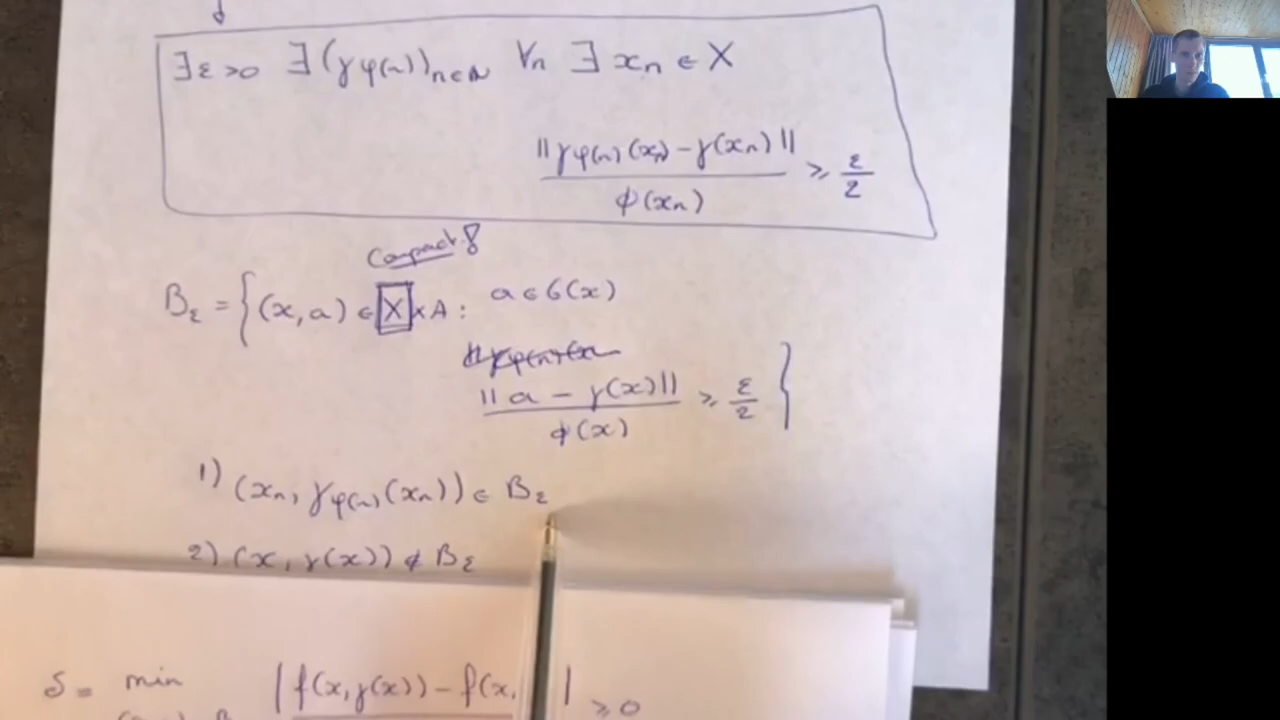 ∃ε>0 ∃(γφ(n))n∈ℕ ∀n ∃ xn ∈ X
||γφ(n)(xn) - γ(xn)|| / ϕ(xn) ≥ ε/2
Compact!
Bε = {(x,a) ∈ X × A : a ∈ G(x)
||a - γ(x)|| / ϕ(x) ≥ ε/2 }
1) (xn, γφ(n)(xn)) ∈ Bε
2) (x, γ(x)) ∉ Bε
δ = min | f(x,γ(x)) - f(x, | ≥ 0